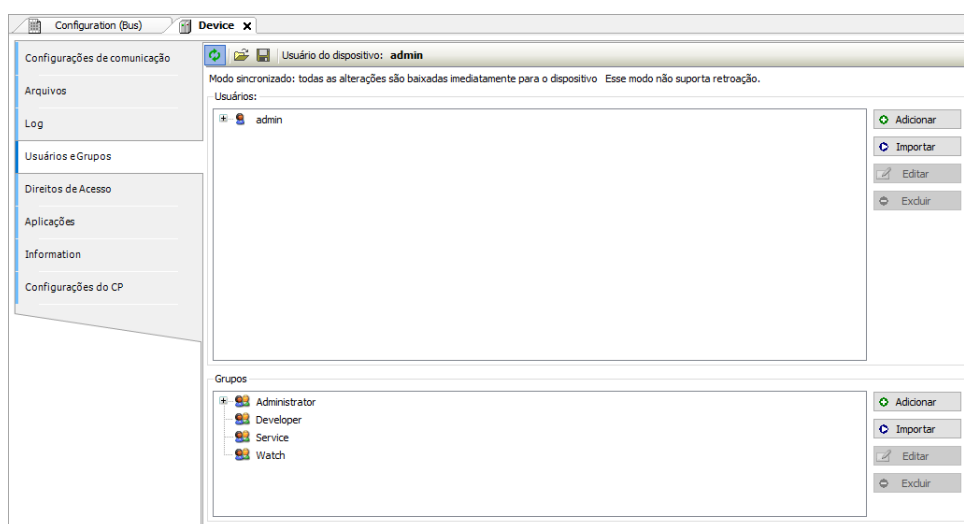 Configuration (Bus)
Device
Configurações de comunicação
Arquivos
Log
Usuários e Grupos
Direitos de Acesso
Aplicações
Information
Configurações do CP
Usuário do dispositivo: admin
Modo sincronizado: todas as alterações são baixadas imediatamente para o dispositivo Esse modo não suporta retroação.
Usuários:
admin
Adicionar
Importar
Editar
Excluir
Grupos
Administrator
Developer
Service
Watch
Adicionar
Importar
Editar
Excluir